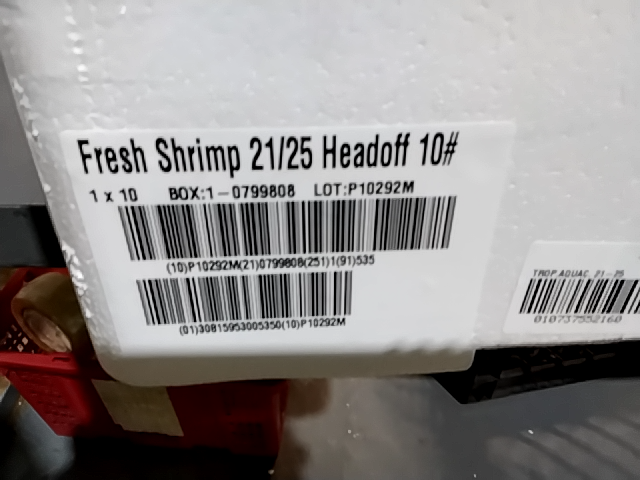 Fresh Shrimp 21/25 Headoff 10#
1 x 10 BOX:1-0799808 LOT:P10292M
(10)P10292M(21)0799808(251)1(91)535
(01)30815953005350(10)P10292M
TROP.AQUAC. 21-25
010737552160